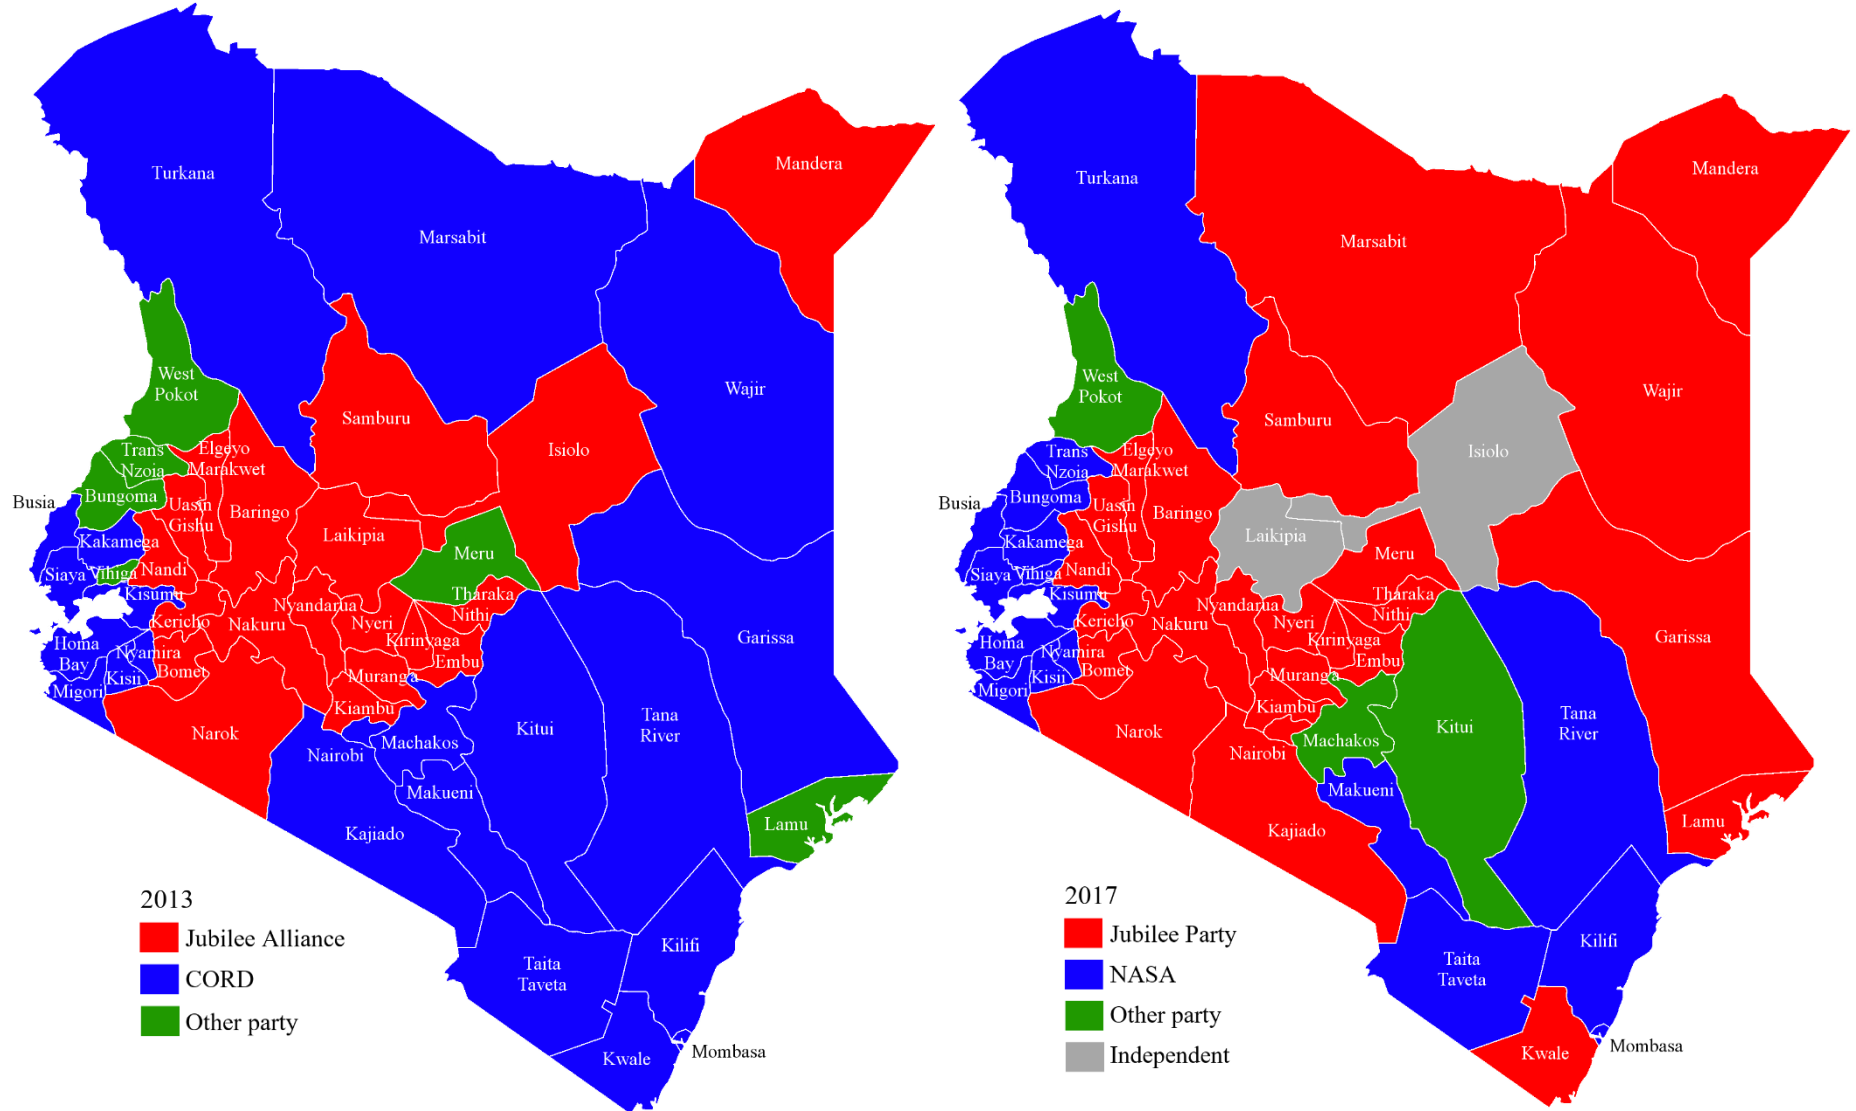 Turkana
Mandera
Marsabit
West
Pokot
Wajir
Samburu
Isiolo
Trans
Nzoia
Elgeyo
Marakwet
Bungoma
Busia
Uasin
Gishu
Baringo
Laikipia
Kakamega
Meru
Siaya
Vihiga
Nandi
Kisumu
Tharaka
Nithi
Nyandarua
Kericho
Nakuru
Nyeri
Kirinyaga
Embu
Garissa
Homa
Bay
Nyamira
Bomet
Kisii
Migori
Muranga
Kiambu
Narok
Nairobi
Machakos
Kitui
Tana
River
Makueni
Kajiado
Lamu
Taita
Taveta
Kilifi
Kwale
Mombasa
2013
Jubilee Alliance
CORD
Other party
Turkana
Mandera
Marsabit
West
Pokot
Wajir
Samburu
Isiolo
Trans
Nzoia
Elgeyo
Marakwet
Bungoma
Busia
Uasin
Gishu
Baringo
Laikipia
Kakamega
Meru
Siaya
Vihiga
Nandi
Kisumu
Tharaka
Nithi
Nyandarua
Kericho
Nakuru
Nyeri
Kirinyaga
Embu
Garissa
Homa
Bay
Nyamira
Bomet
Kisii
Migori
Muranga
Kiambu
Narok
Nairobi
Machakos
Kitui
Tana
River
Makueni
Kajiado
Lamu
Taita
Taveta
Kilifi
Kwale
Mombasa
2017
Jubilee Party
NASA
Other party
Independent